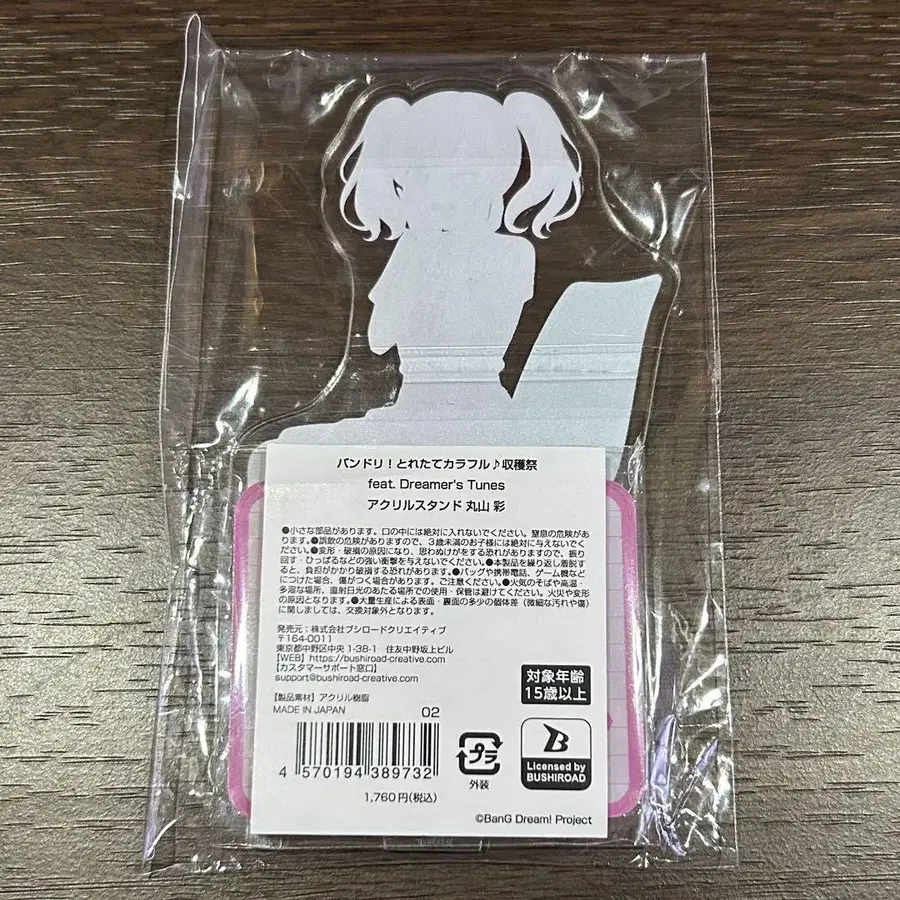 バンドリ！とれたてカラフル♪収穫祭
feat. Dreamer's Tunes
アクリルスタンド 丸山 彩
●小さな部品があります。口の中には絶対に入れないでください。窒息の危険があ
ります。●誤飲の危険がありますので、3歳未満のお子様には絶対に与えないでく
ださい。●変形・破損の原因になり、思わぬけがをする恐れがありますので、振り
回す・ひっぱるなどの強い衝撃を与えないでください。●本製品を繰り返し着脱する
と、負担がかかり破損する恐れがあります。●バッグや携帯電話、ゲーム機など
につけた場合、傷がつく場合があります。ご注意ください。●火気のそばや高温・
多湿な場所、直射日光のあたる場所での使用・保管は避けてください。火災や変形
の原因となります。●大量生産による表面・裏面の多少の個体差（微細な汚れや傷）
に関しましては、交換対象外となります。
発売元：株式会社ブシロードクリエイティブ
〒164-0011
東京都中野区中央 1-38-1 住友中野坂上ビル
【WEB】https://bushiroad-creative.com
【カスタマーサポート窓口】
support@bushiroad-creative.com
対象年齢
15歳以上
【製品素材】アクリル樹脂
MADE IN JAPAN
02
4 570194 389732
1,760円(税込)
プラ
外装
B
Licensed by
BUSHIROAD
©BanG Dream! Project